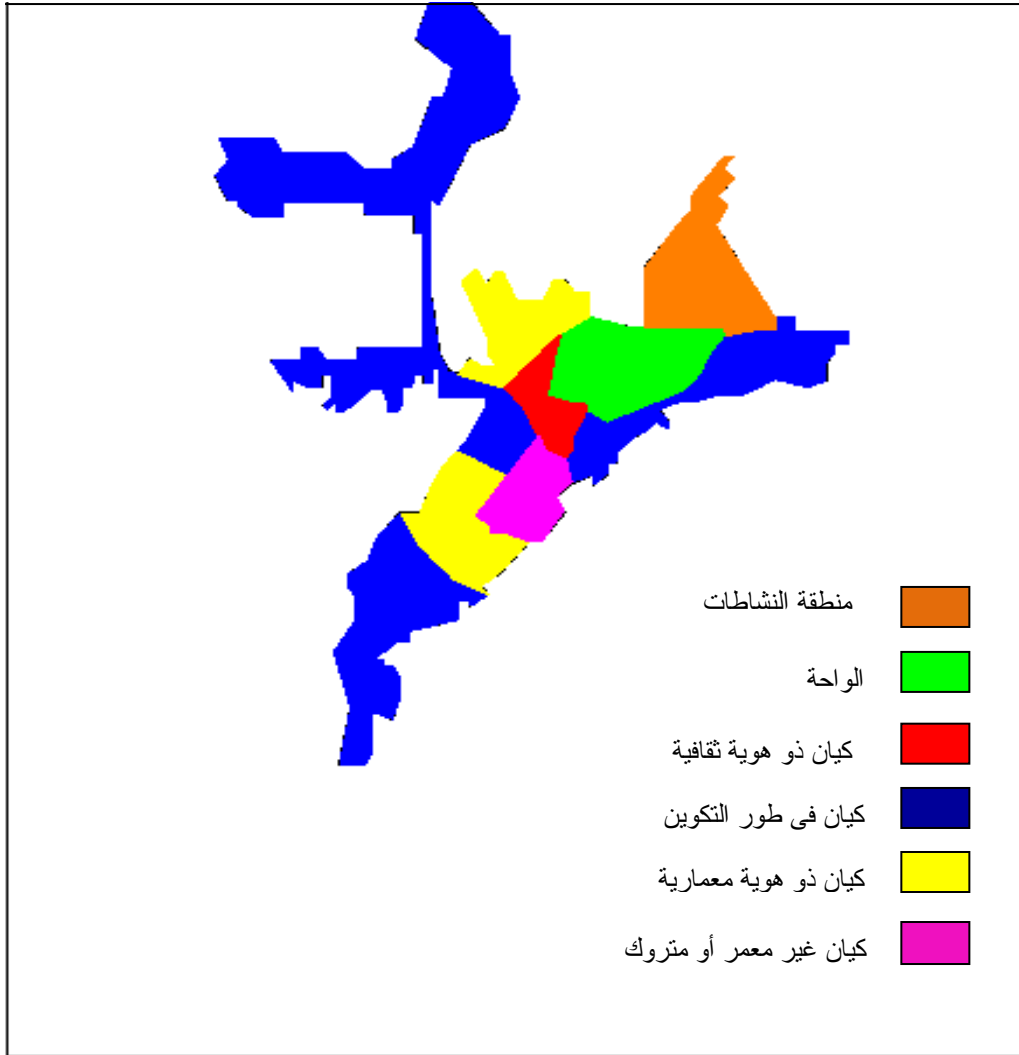 منطقة النشاطات
الواحة
كيان ذو هوية ثقافية
كيان فى طور التكوين
كيان ذو هوية معمارية
كيان غير معمر أو متروك